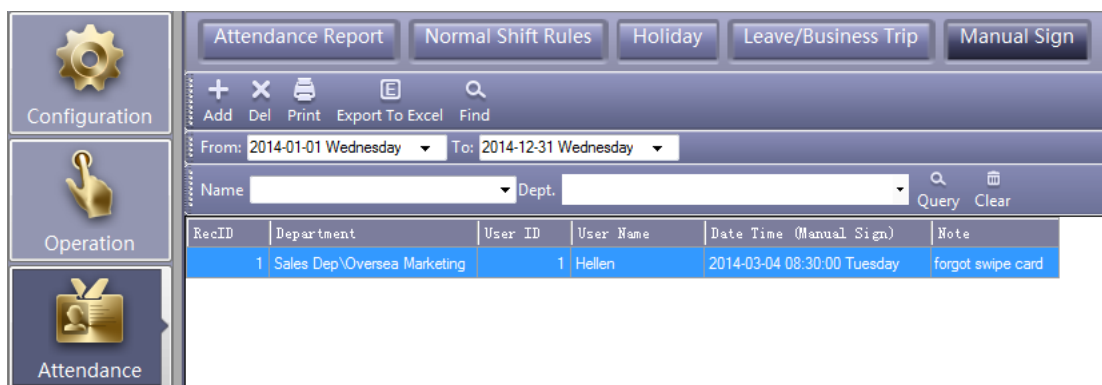 Attendance Report Normal Shift Rules Holiday Leave/Business Trip Manual Sign
Configuration
Add Del Print E Export To Excel Find
From: 2014-01-01 Wednesday To: 2014-12-31 Wednesday
Name Dept. Query Clear
Operation
RecID Department User ID User Name Date Time (Manual Sign) Note
1 Sales Dep\Oversea Marketing 1 Hellen 2014-03-04 08:30:00 Tuesday forgot swipe card
Attendance